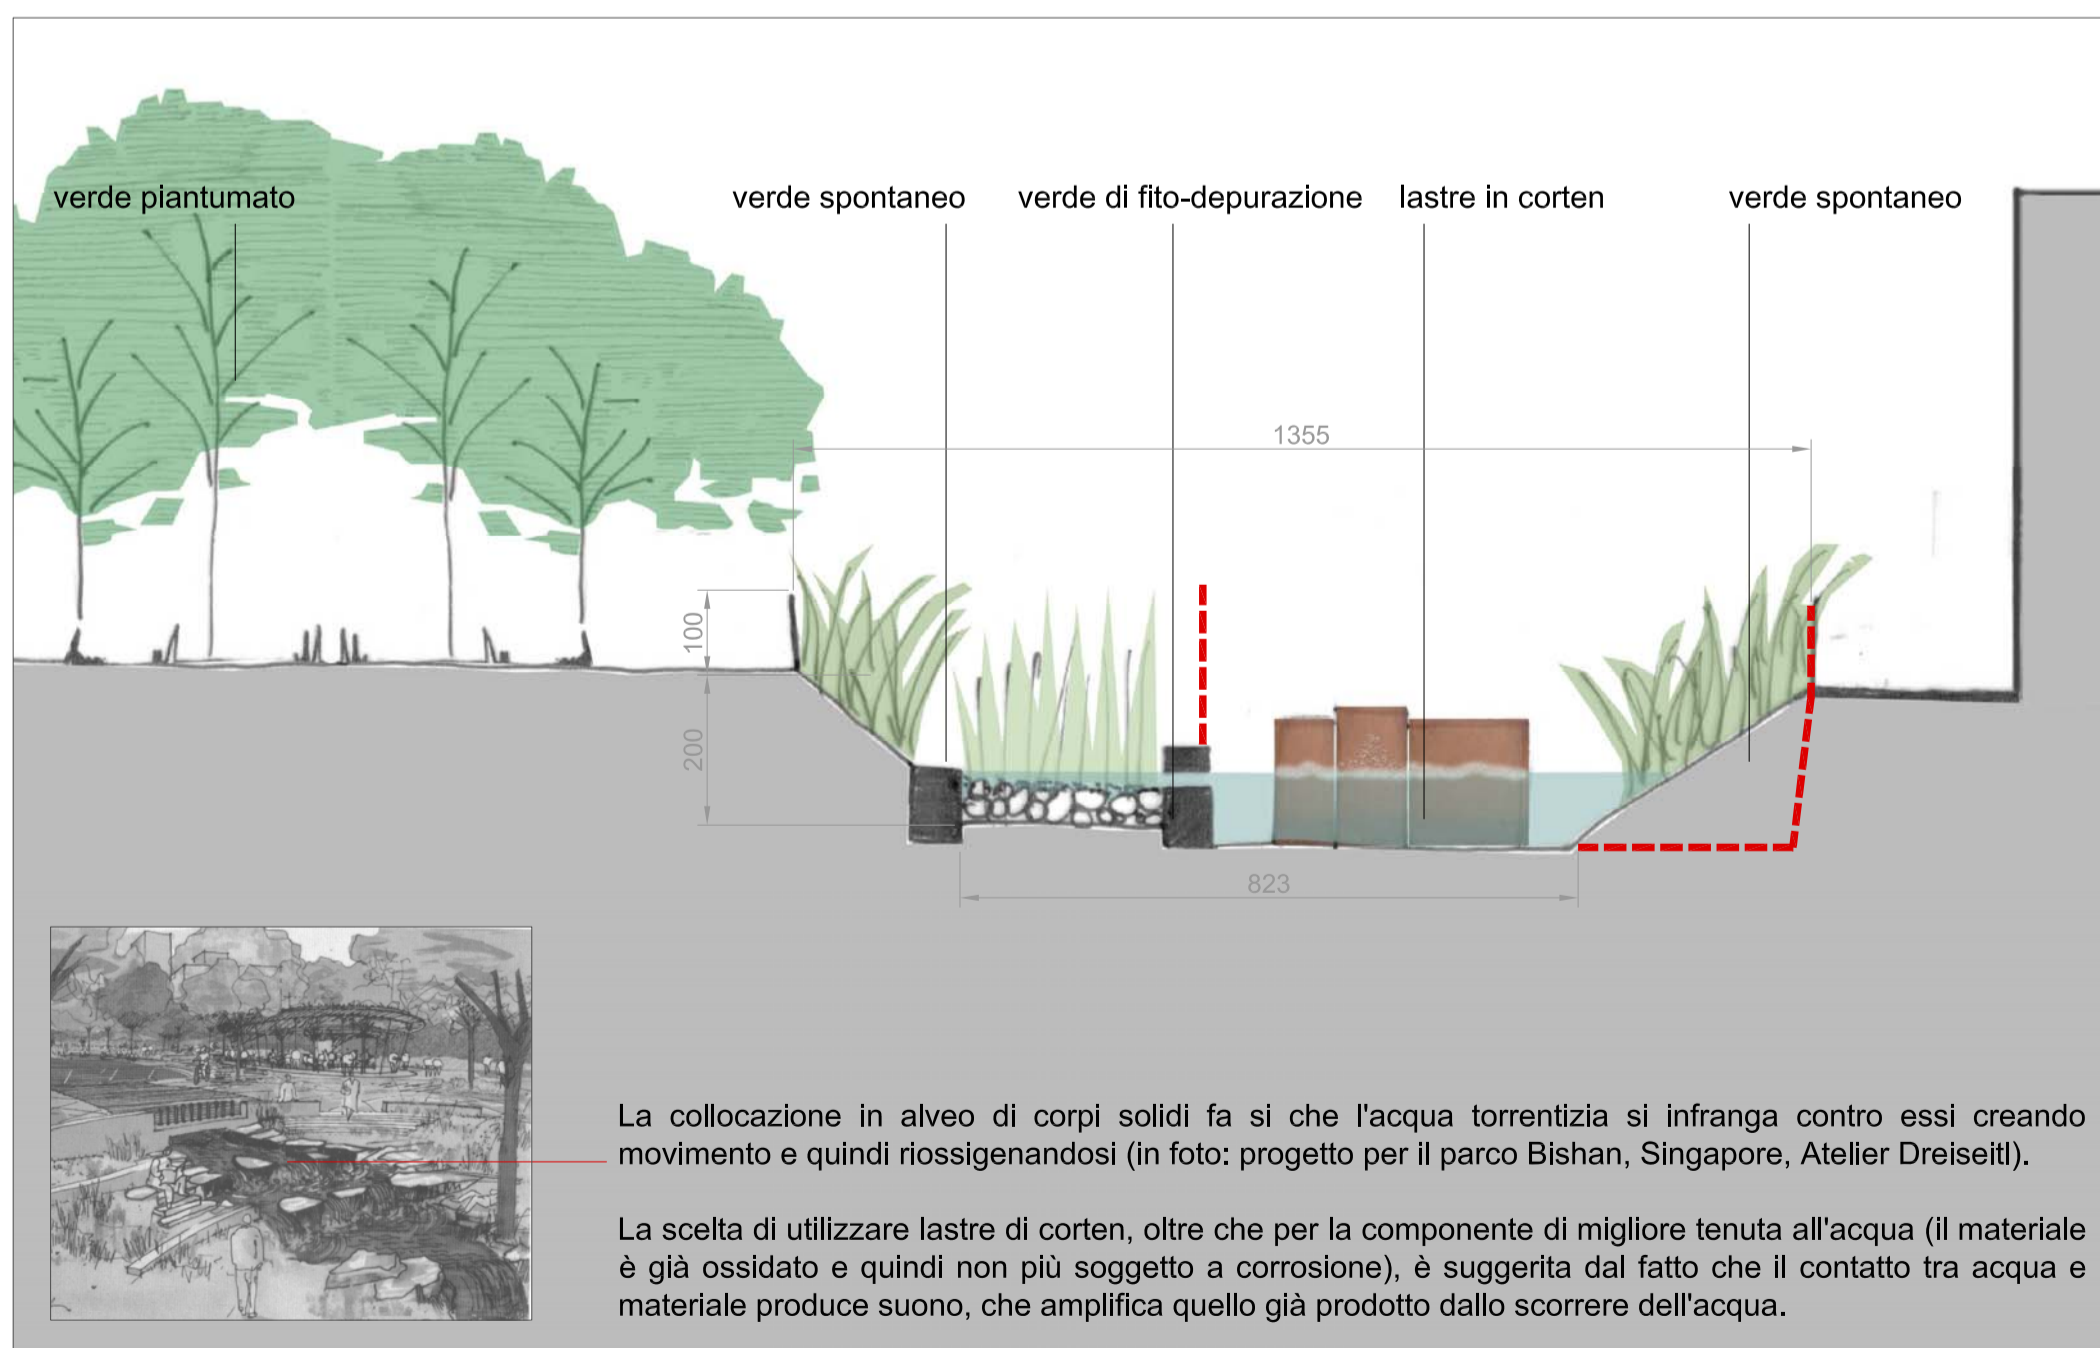 verde piantumato
verde spontaneo
verde di fito-depurazione
lastre in corten
verde spontaneo
1355
100
200
823
La collocazione in alveo di corpi solidi fa si che l'acqua torrentizia si infranga contro essi creando
movimento e quindi riossigenandosi (in foto: progetto per il parco Bishan, Singapore, Atelier Dreiseitl).
La scelta di utilizzare lastre di corten, oltre che per la componente di migliore tenuta all'acqua (il materiale
è già ossidato e quindi non più soggetto a corrosione), è suggerita dal fatto che il contatto tra acqua e
materiale produce suono, che amplifica quello già prodotto dallo scorrere dell'acqua.